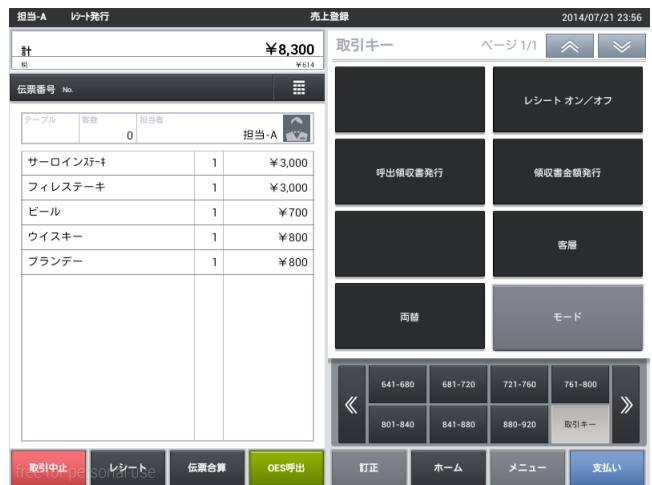 担当-A ﾚｼｰﾄ発行 売上登録 2014/07/21 23:56
計 ¥8,300
税 ¥614
伝票番号 No.
テーブル 客数 担当者
0 担当-A
サーロインｽﾃｰｷ 1 ¥3,000
フィレステーキ 1 ¥3,000
ビール 1 ¥700
ウイスキー 1 ¥800
ブランデー 1 ¥800
取引キー ページ 1/1
レシート オン／オフ
呼出領収書発行 領収書金額発行
客層
両替 モード
641-680 681-720 721-760 761-800
801-840 841-880 880-920 取引キー
取引中止 レシート 伝票合算 OES呼出 訂正 ホーム メニュー 支払い
free for personal use